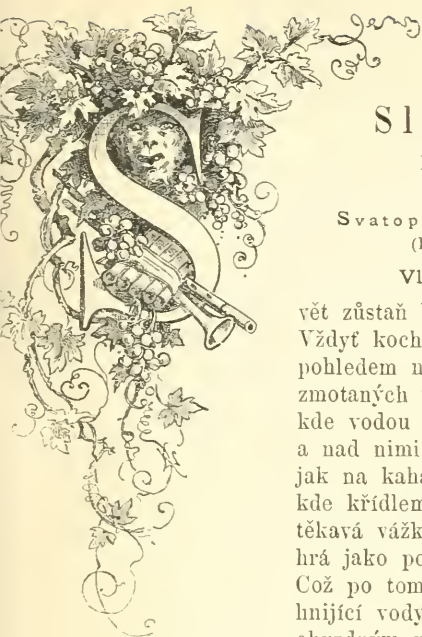 Sl
Svatop
Vl
S
vět zůstaň
Vždyť koch
pohledem n
zmotaných
kde vodou
a nad nimi
jak na kaha
kde křídlem
těkavá vážk
hrá jako po
Což po tom
hnijící vody